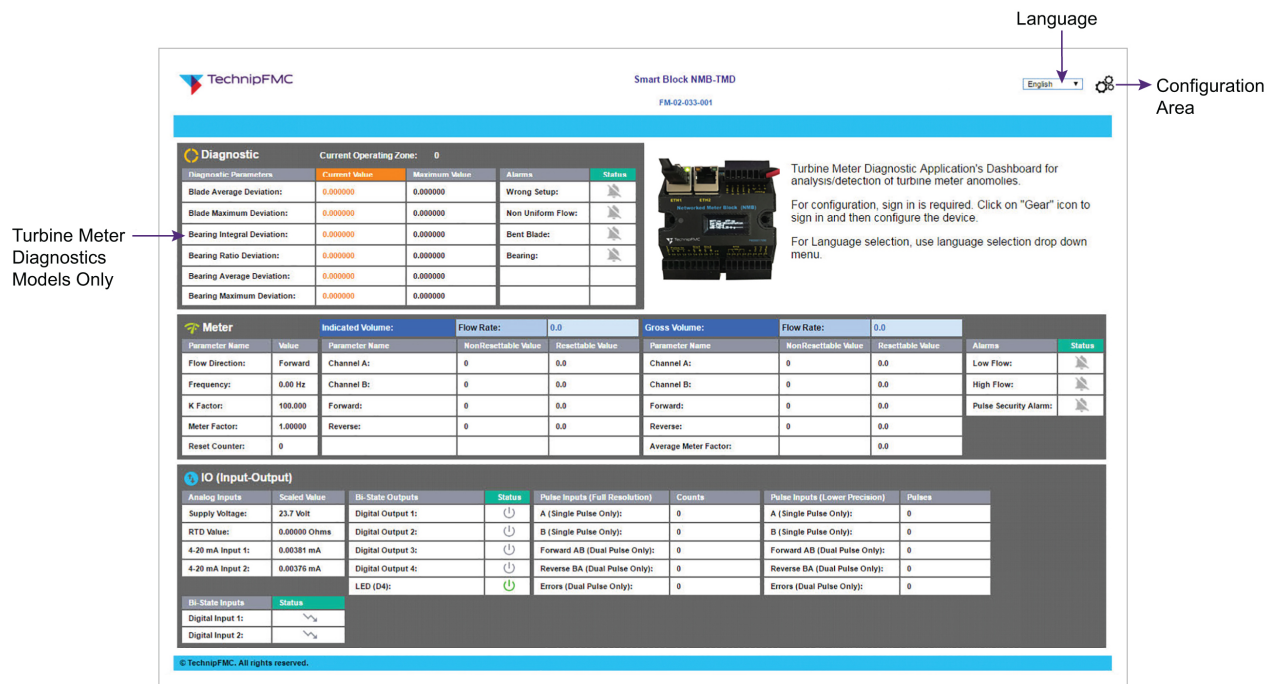 Language
Configuration
Area
TechnipFMC
Smart Block NMB-TMD
FM-02-033-001
English
Turbine Meter
Diagnostics
Models Only
Diagnostic Current Operating Zone: 0
Diagnostic Parameters Current Value Maximum Value Alarms Status
Blade Average Deviation: 0.000000 0.000000 Wrong Setup:
Blade Maximum Deviation: 0.000000 0.000000 Non Uniform Flow:
Bearing Integral Deviation: 0.000000 0.000000 Bent Blade:
Bearing Ratio Deviation: 0.000000 0.000000 Bearing:
Bearing Average Deviation: 0.000000 0.000000
Bearing Maximum Deviation: 0.000000 0.000000
ETH1 ETH2
Networked Meter Block (NMB)
TechnipFMC
Turbine Meter Diagnostic Application's Dashboard for
analysis/detection of turbine meter anomolies.
For configuration, sign in is required. Click on "Gear" icon to
sign in and then configure the device.
For Language selection, use language selection drop down
menu.
Meter Indicated Volume: Flow Rate: 0.0 Gross Volume: Flow Rate: 0.0
Parameter Name Value Parameter Name NonResettable Value Resettable Value Parameter Name NonResettable Value Resettable Value Alarms Status
Flow Direction: Forward Channel A: 0 0.0 Channel A: 0 0.0 Low Flow:
Frequency: 0.00 Hz Channel B: 0 0.0 Channel B: 0 0.0 High Flow:
K Factor: 100.000 Forward: 0 0.0 Forward: 0 0.0 Pulse Security Alarm:
Meter Factor: 1.00000 Reverse: 0 0.0 Reverse: 0 0.0
Reset Counter: 0 Average Meter Factor: 0.0
IO (Input-Output)
Analog Inputs Scaled Value Bi-State Outputs Status Pulse Inputs (Full Resolution) Counts Pulse Inputs (Lower Precision) Pulses
Supply Voltage: 23.7 Volt Digital Output 1: A (Single Pulse Only): 0 A (Single Pulse Only): 0
RTD Value: 0.00000 Ohms Digital Output 2: B (Single Pulse Only): 0 B (Single Pulse Only): 0
4-20 mA Input 1: 0.00381 mA Digital Output 3: Forward AB (Dual Pulse Only): 0 Forward AB (Dual Pulse Only): 0
4-20 mA Input 2: 0.00376 mA Digital Output 4: Reverse BA (Dual Pulse Only): 0 Reverse BA (Dual Pulse Only): 0
LED (D4): Errors (Dual Pulse Only): 0 Errors (Dual Pulse Only): 0
Bi-State Inputs Status
Digital Input 1:
Digital Input 2:
© TechnipFMC. All rights reserved.